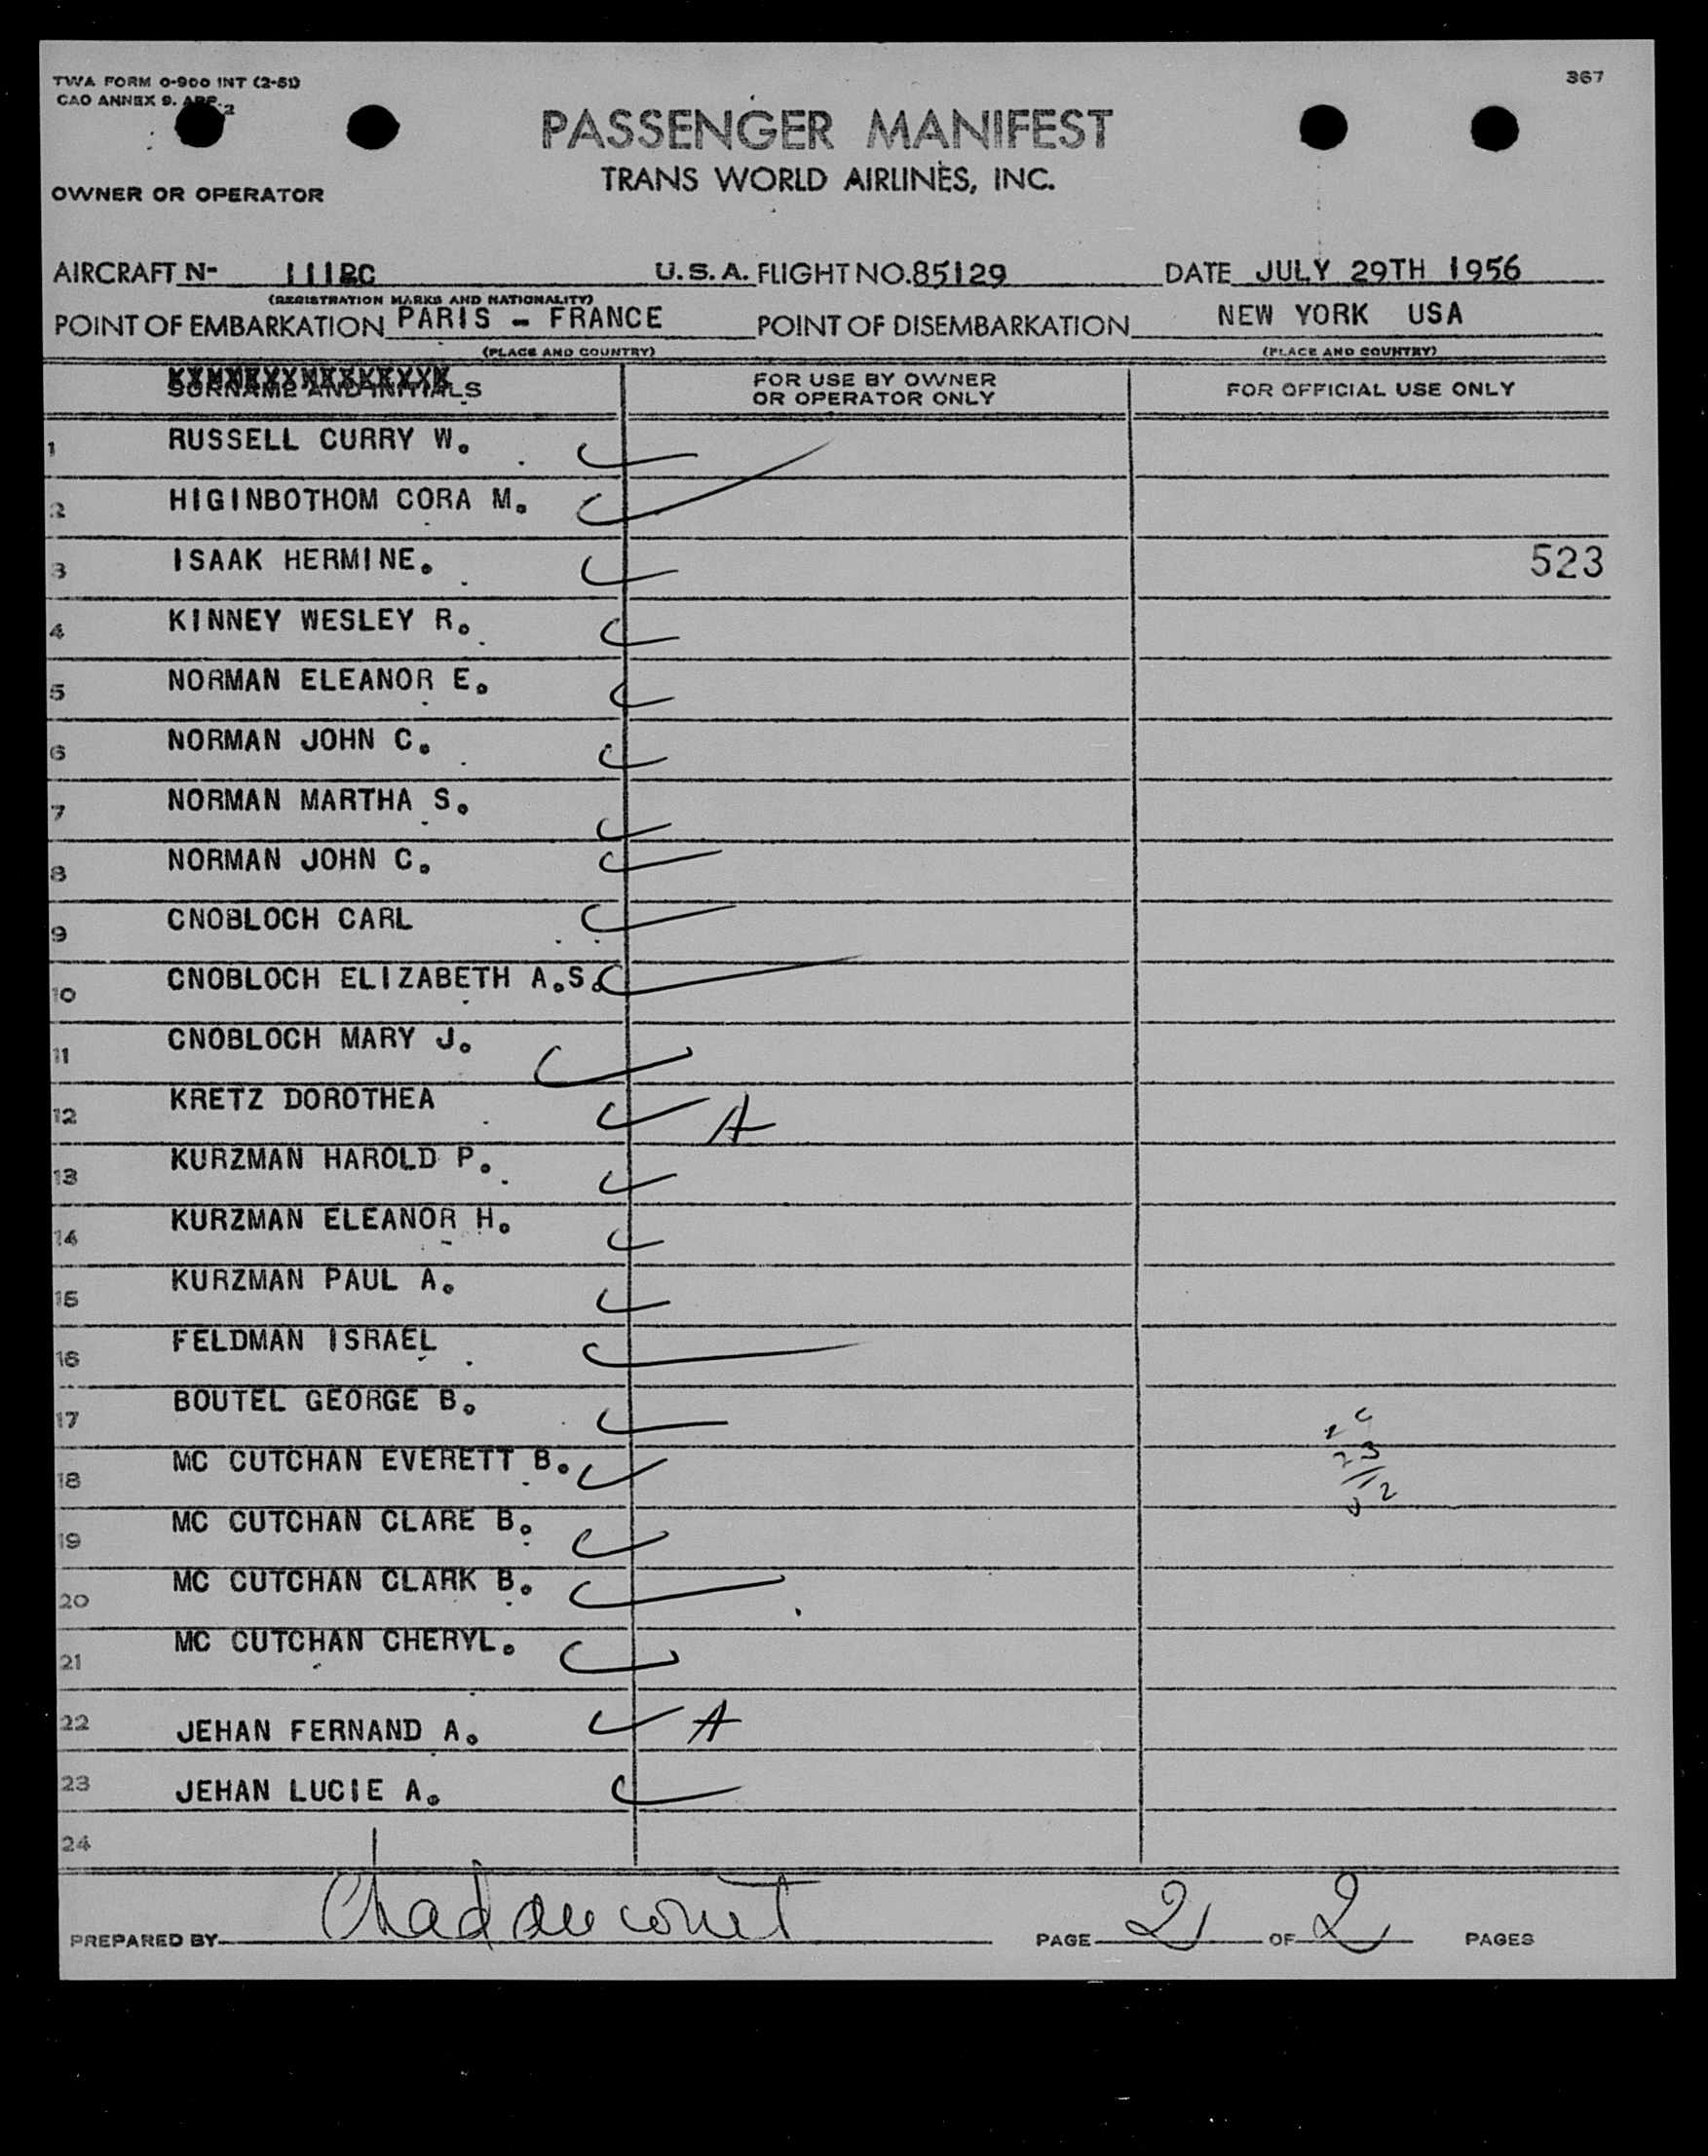 TWA FORM 0-900 INT (2-51)
367
CAO ANNEX 9. APP. 2
PASSENGER MANIFEST
TRANS WORLD AIRLINES, INC.
OWNER OR OPERATOR
AIRCRAFT N- U.S.A. FLIGHT NO. 85129 DATE JULY 29TH 1956
(REGISTRATION MARKS AND NATIONALITY)
POINT OF EMBARKATION PARIS - FRANCE POINT OF DISEMBARKATION NEW YORK USA
(PLACE AND COUNTRY) (PLACE AND COUNTRY)
SURNAME AND INITIALS FOR USE BY OWNER OR OPERATOR ONLY FOR OFFICIAL USE ONLY
1 RUSSELL CURRY W.
2 HIGINBOTHOM CORA M.
3 ISAAK HERMINE. 523
4 KINNEY WESLEY R.
5 NORMAN ELEANOR E.
6 NORMAN JOHN C.
7 NORMAN MARTHA S.
8 NORMAN JOHN C.
9 CNOBLOCH CARL
10 CNOBLOCH ELIZABETH A.S.
11 CNOBLOCH MARY J.
12 KRETZ DOROTHEA A
13 KURZMAN HAROLD P.
14 KURZMAN ELEANOR H.
15 KURZMAN PAUL A.
16 FELDMAN ISRAEL
17 BOUTEL GEORGE B.
18 MC CUTCHAN EVERETT B.
19 MC CUTCHAN CLARE B.
20 MC CUTCHAN CLARK B.
21 MC CUTCHAN CHERYL.
22 JEHAN FERNAND A. A
23 JEHAN LUCIE A.
24
PREPARED BY PAGE 2 OF 2 PAGES